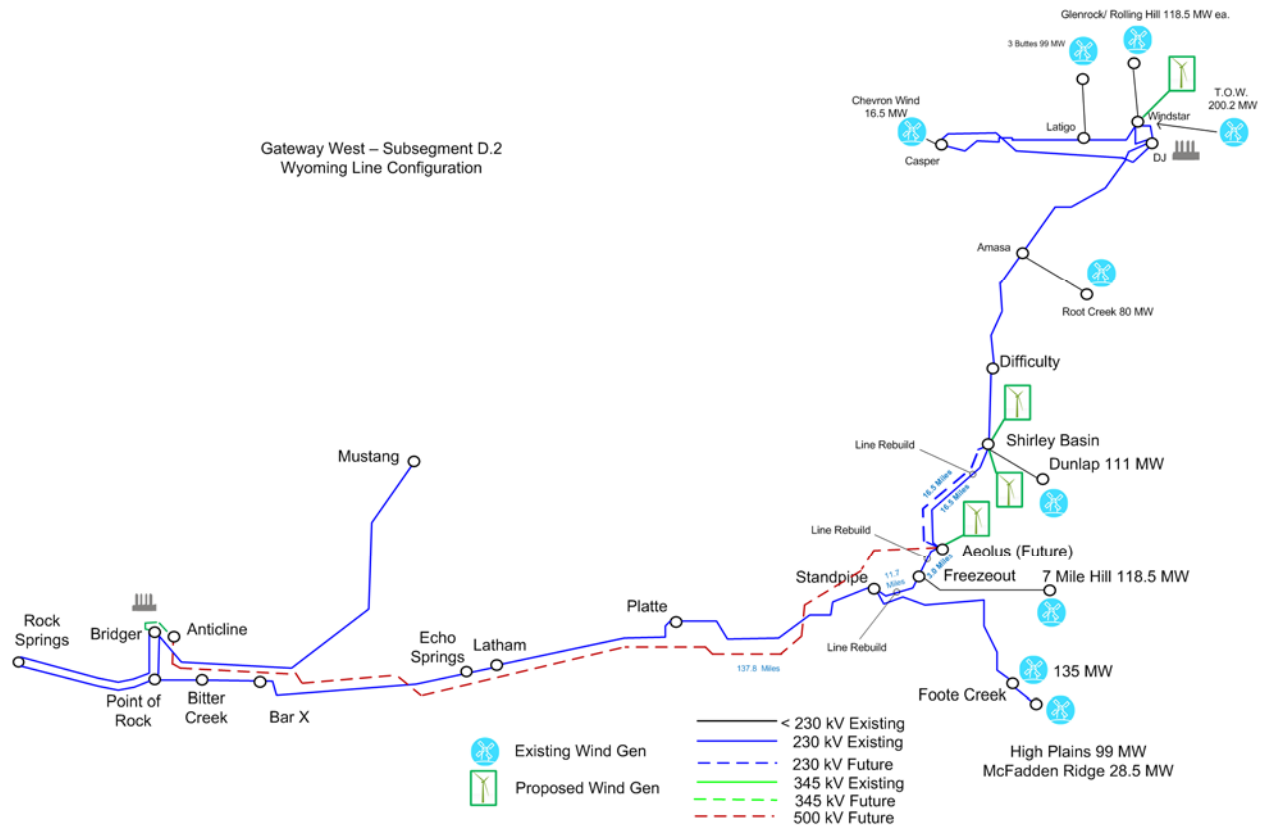 Glenrock/ Rolling Hill 118.5 MW ea.
3 Buttes 99 MW
T.O.W.
200.2 MW
Chevron Wind
16.5 MW
Windstar
Latigo
DJ
Casper
Gateway West – Subsegment D.2
Wyoming Line Configuration
Amasa
Root Creek 80 MW
Difficulty
Shirley Basin
Line Rebuild
Dunlap 111 MW
Mustang
16.5 Miles
16.5 Miles
Line Rebuild
Aeolus (Future)
3.0 Miles
Standpipe
11.2
Miles
Freezeout
7 Mile Hill 118.5 MW
Platte
Line Rebuild
Rock
Springs
Bridger
Anticline
Echo
Springs
Latham
137.8 Miles
135 MW
Foote Creek
Point of
Rock
Bitter
Creek
Bar X
High Plains 99 MW
McFadden Ridge 28.5 MW
Existing Wind Gen
Proposed Wind Gen
< 230 kV Existing
230 kV Existing
230 kV Future
345 kV Existing
345 kV Future
500 kV Future